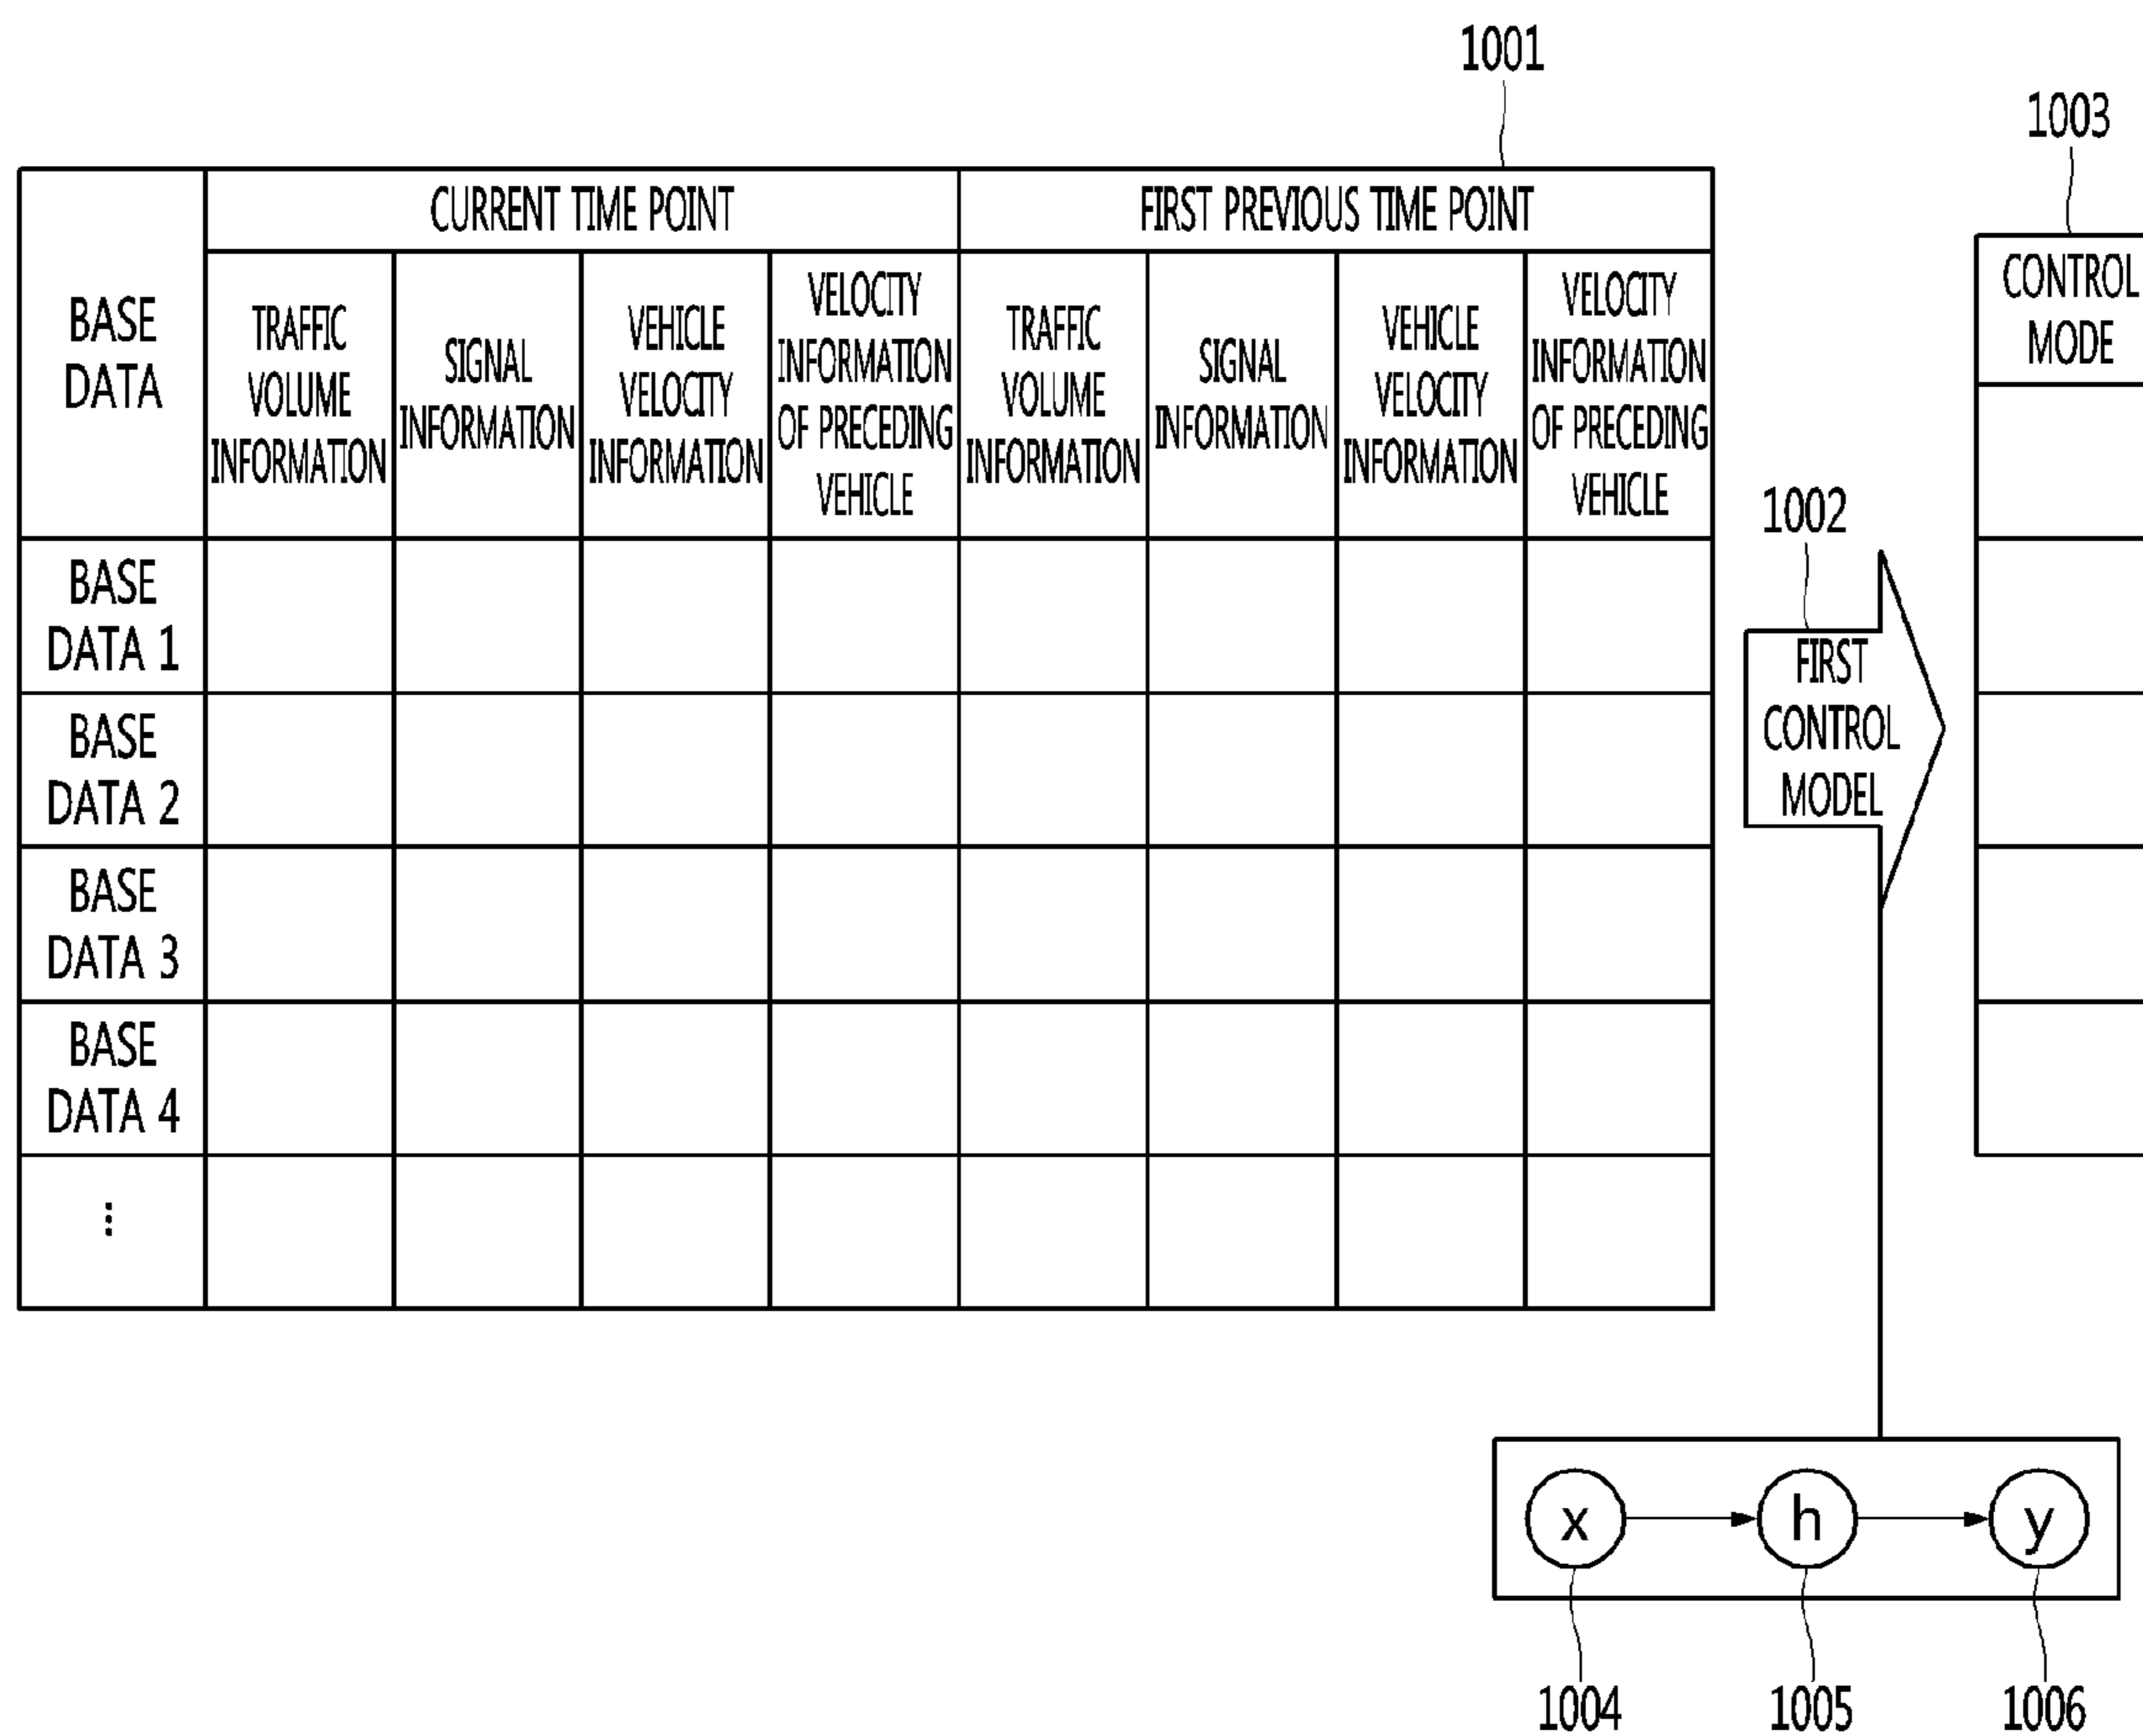 1001
1003
BASE
DATA
CURRENT TIME POINT
FIRST PREVIOUS TIME POINT
TRAFFIC
VOLUME
INFORMATION
SIGNAL
INFORMATION
VEHICLE
VELOCITY
INFORMATION
VELOCITY
INFORMATION
OF PRECEDING
VEHICLE
TRAFFIC
VOLUME
INFORMATION
SIGNAL
INFORMATION
VEHICLE
VELOCITY
INFORMATION
VELOCITY
INFORMATION
OF PRECEDING
VEHICLE
CONTROL
MODE
1002
FIRST
CONTROL
MODEL
BASE
DATA 1
BASE
DATA 2
BASE
DATA 3
BASE
DATA 4
⋮
x
h
y
1004
1005
1006